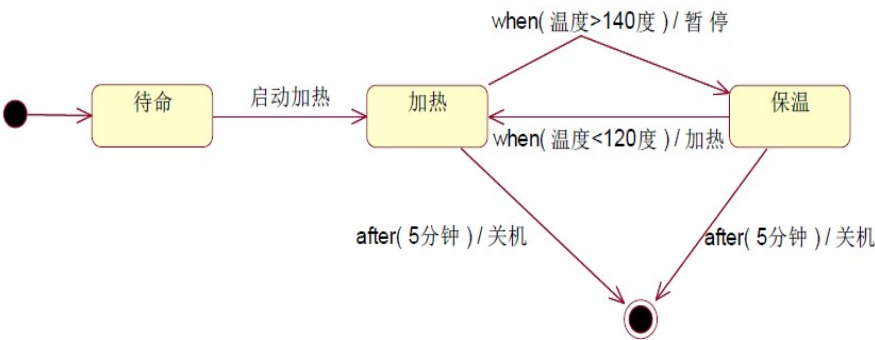 when( 温度>140度 ) / 暂 停
待命
启动加热
加热
保温
when( 温度<120度 ) / 加热
after( 5分钟 ) / 关机
after( 5分钟 ) / 关机